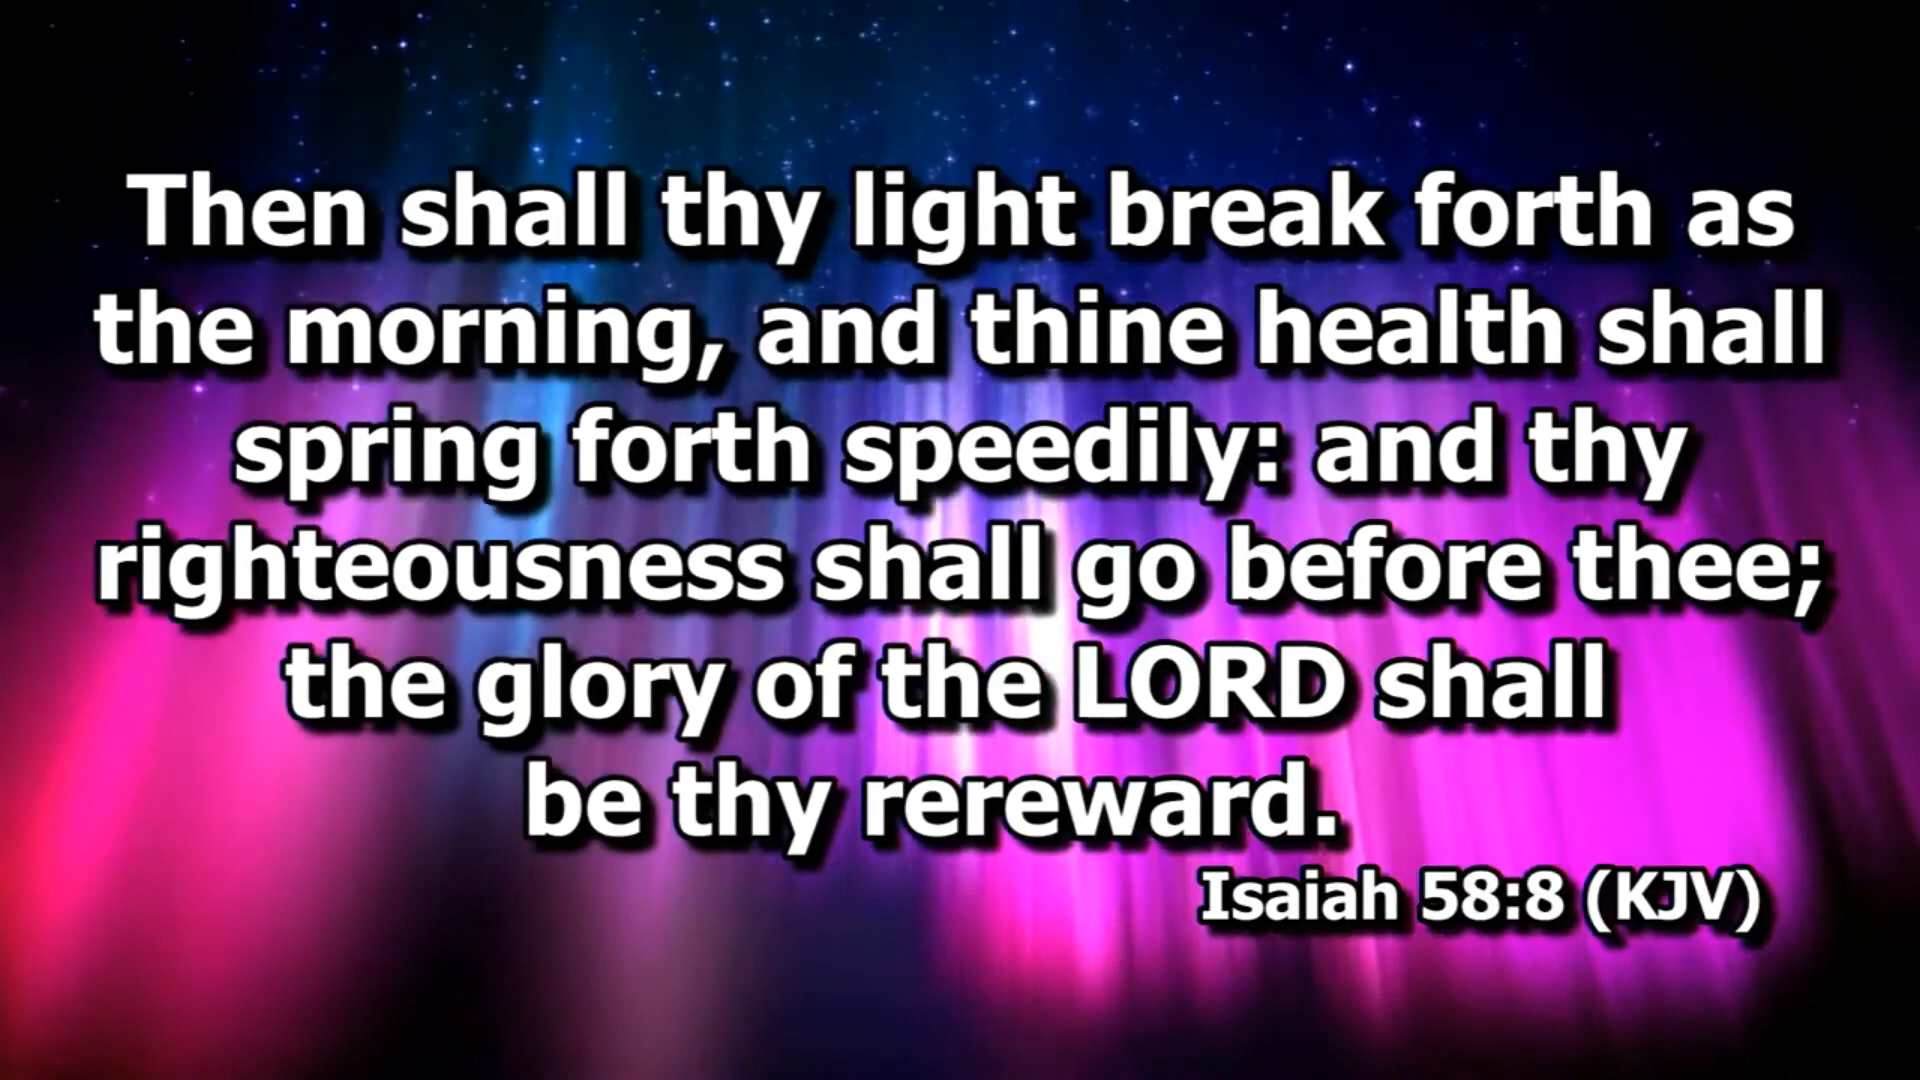 Then shall thy light break forth as
the morning, and thine health shall
spring forth speedily: and thy
righteousness shall go before thee;
the glory of the LORD shall
be thy rereward.
Isaiah 58:8 (KJV)